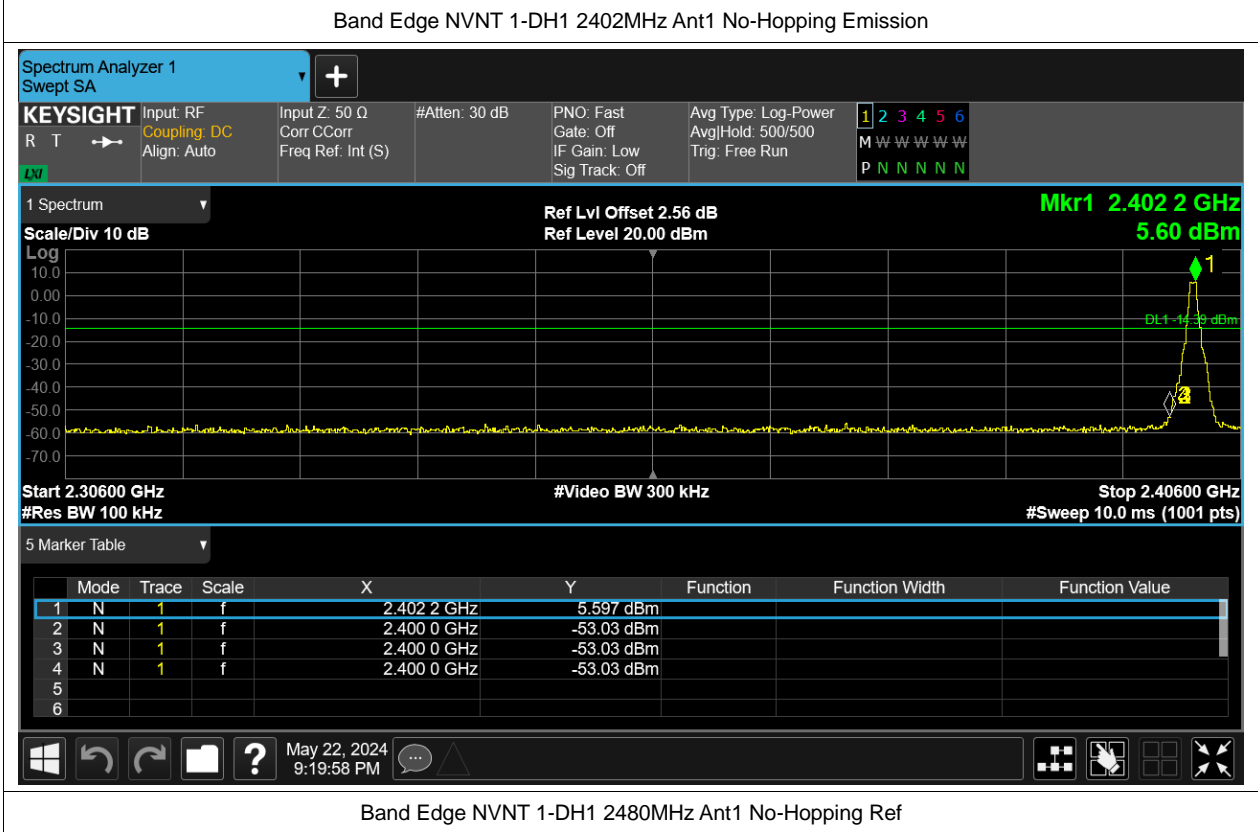 Band Edge NVNT 1-DH1 2402MHz Ant1 No-Hopping Emission
Spectrum Analyzer 1
Swept SA
KEYSIGHT Input: RF Input Z: 50 Ω #Atten: 30 dB PNO: Fast Avg Type: Log-Power 1 2 3 4 5 6
R T Coupling: DC Corr CCorr Gate: Off Avg|Hold: 500/500 M W W W W W
Align: Auto Freq Ref: Int (S) IF Gain: Low Trig: Free Run
LXI Sig Track: Off P N N N N N
1 Spectrum Ref Lvl Offset 2.56 dB Mkr1 2.402 2 GHz
Scale/Div 10 dB Ref Level 20.00 dBm 5.60 dBm
Log
1
10.0
0.00
-10.0
DL1 -14.39 dBm
-20.0
-30.0
-40.0
-50.0
-60.0
-70.0
Start 2.30600 GHz #Video BW 300 kHz Stop 2.40600 GHz
#Res BW 100 kHz #Sweep 10.0 ms (1001 pts)
5 Marker Table
Mode Trace Scale X Y Function Function Width Function Value
1 N 1 f 2.402 2 GHz 5.597 dBm
2 N 1 f 2.400 0 GHz -53.03 dBm
3 N 1 f 2.400 0 GHz -53.03 dBm
4 N 1 f 2.400 0 GHz -53.03 dBm
5
6
? May 22, 2024
9:19:58 PM
Band Edge NVNT 1-DH1 2480MHz Ant1 No-Hopping Ref